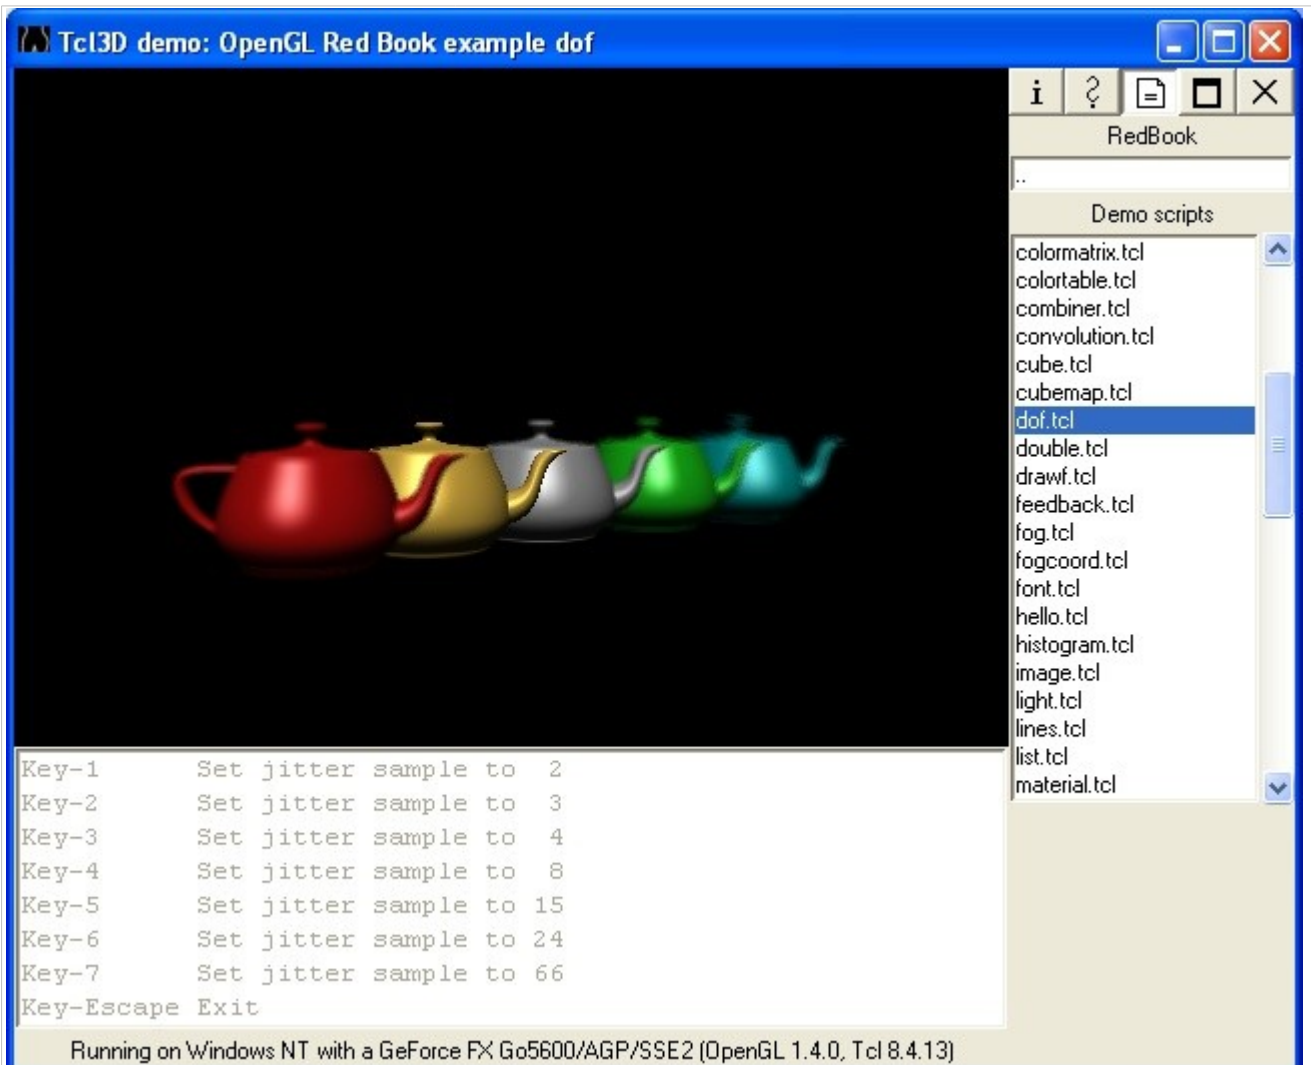 Tcl3D demo: OpenGL Red Book example dof
i ?
RedBook
..
Demo scripts
colormatrix.tcl
colortable.tcl
combiner.tcl
convolution.tcl
cube.tcl
cubemap.tcl
dof.tcl
double.tcl
drawf.tcl
feedback.tcl
fog.tcl
fogcoord.tcl
font.tcl
hello.tcl
histogram.tcl
image.tcl
light.tcl
lines.tcl
list.tcl
material.tcl
Key-1 Set jitter sample to 2
Key-2 Set jitter sample to 3
Key-3 Set jitter sample to 4
Key-4 Set jitter sample to 8
Key-5 Set jitter sample to 15
Key-6 Set jitter sample to 24
Key-7 Set jitter sample to 66
Key-Escape Exit
Running on Windows NT with a GeForce FX Go5600/AGP/SSE2 (OpenGL 1.4.0, Tcl 8.4.13)